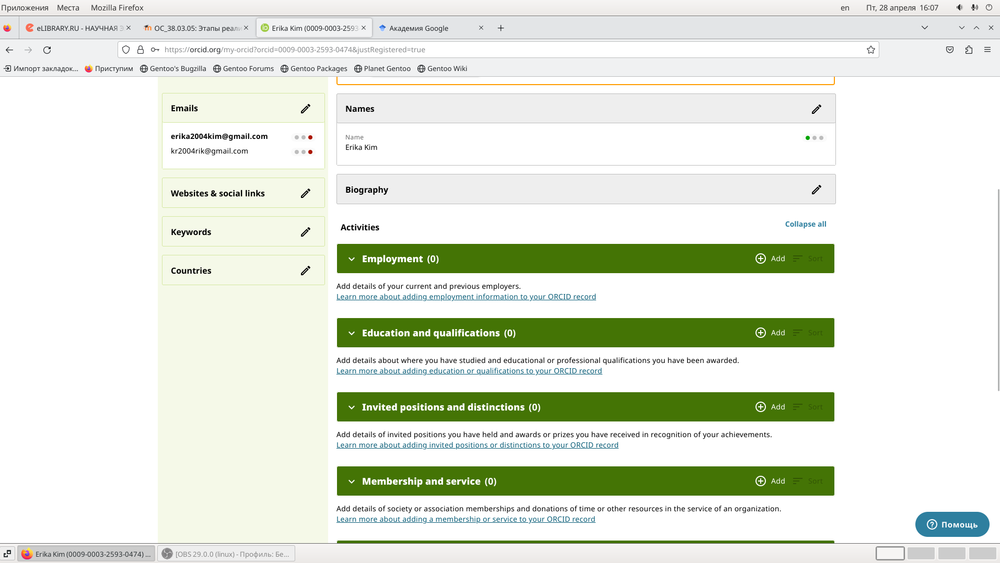 Приложения Места Mozilla Firefox en Пт, 28 апреля 16:07
eLIBRARY.RU - НАУЧНАЯ Э ОС_38.03.05: Этапы реали Erika Kim (0009-0003-2593 Академия Google
https://orcid.org/my-orcid?orcid=0009-0003-2593-0474&justRegistered=true
Импорт закладок... Приступим Gentoo's Bugzilla Gentoo Forums Gentoo Packages Planet Gentoo Gentoo Wiki
Emails
erika2004kim@gmail.com
kr2004rik@gmail.com
Websites & social links
Keywords
Countries
Names
Name
Erika Kim
Biography
Activities Collapse all
Employment (0) Add Sort
Add details of your current and previous employers.
Learn more about adding employment information to your ORCID record
Education and qualifications (0) Add Sort
Add details about where you have studied and educational or professional qualifications you have been awarded.
Learn more about adding education or qualifications to your ORCID record
Invited positions and distinctions (0) Add Sort
Add details of invited positions you have held and awards or prizes you have received in recognition of your achievements.
Learn more about adding invited positions or distinctions to your ORCID record
Membership and service (0) Add Sort
Add details of society or association memberships and donations of time or other resources in the service of an organization.
Learn more about adding a membership or service to your ORCID record
Помощь
Erika Kim (0009-0003-2593-0474) ... [OBS 29.0.0 (linux) - Профиль: Бе...